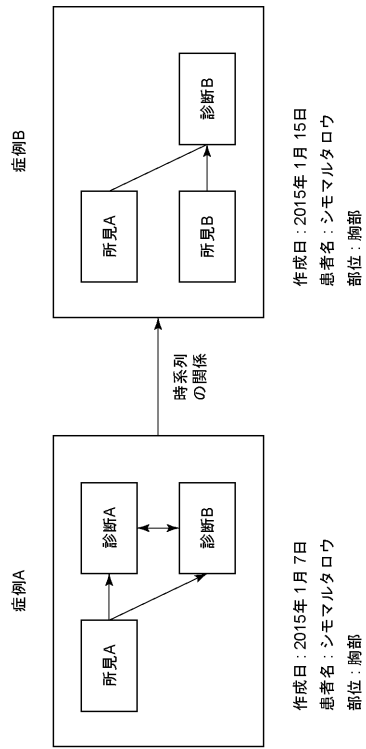 症例A
所見A
診断A
診断B
作成日：2015年 1月 7日
患者名：シモマルタロウ
部位：胸部
時系列
の関係
症例B
所見A
所見B
診断B
作成日：2015年 1月 15日
患者名：シモマルタロウ
部位：胸部